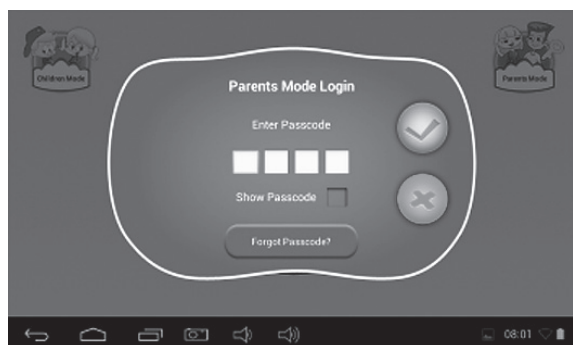 Children Mode
Parents Mode
Parents Mode Login
Enter Passcode
Show Passcode
Forgot Passcode?
08:01